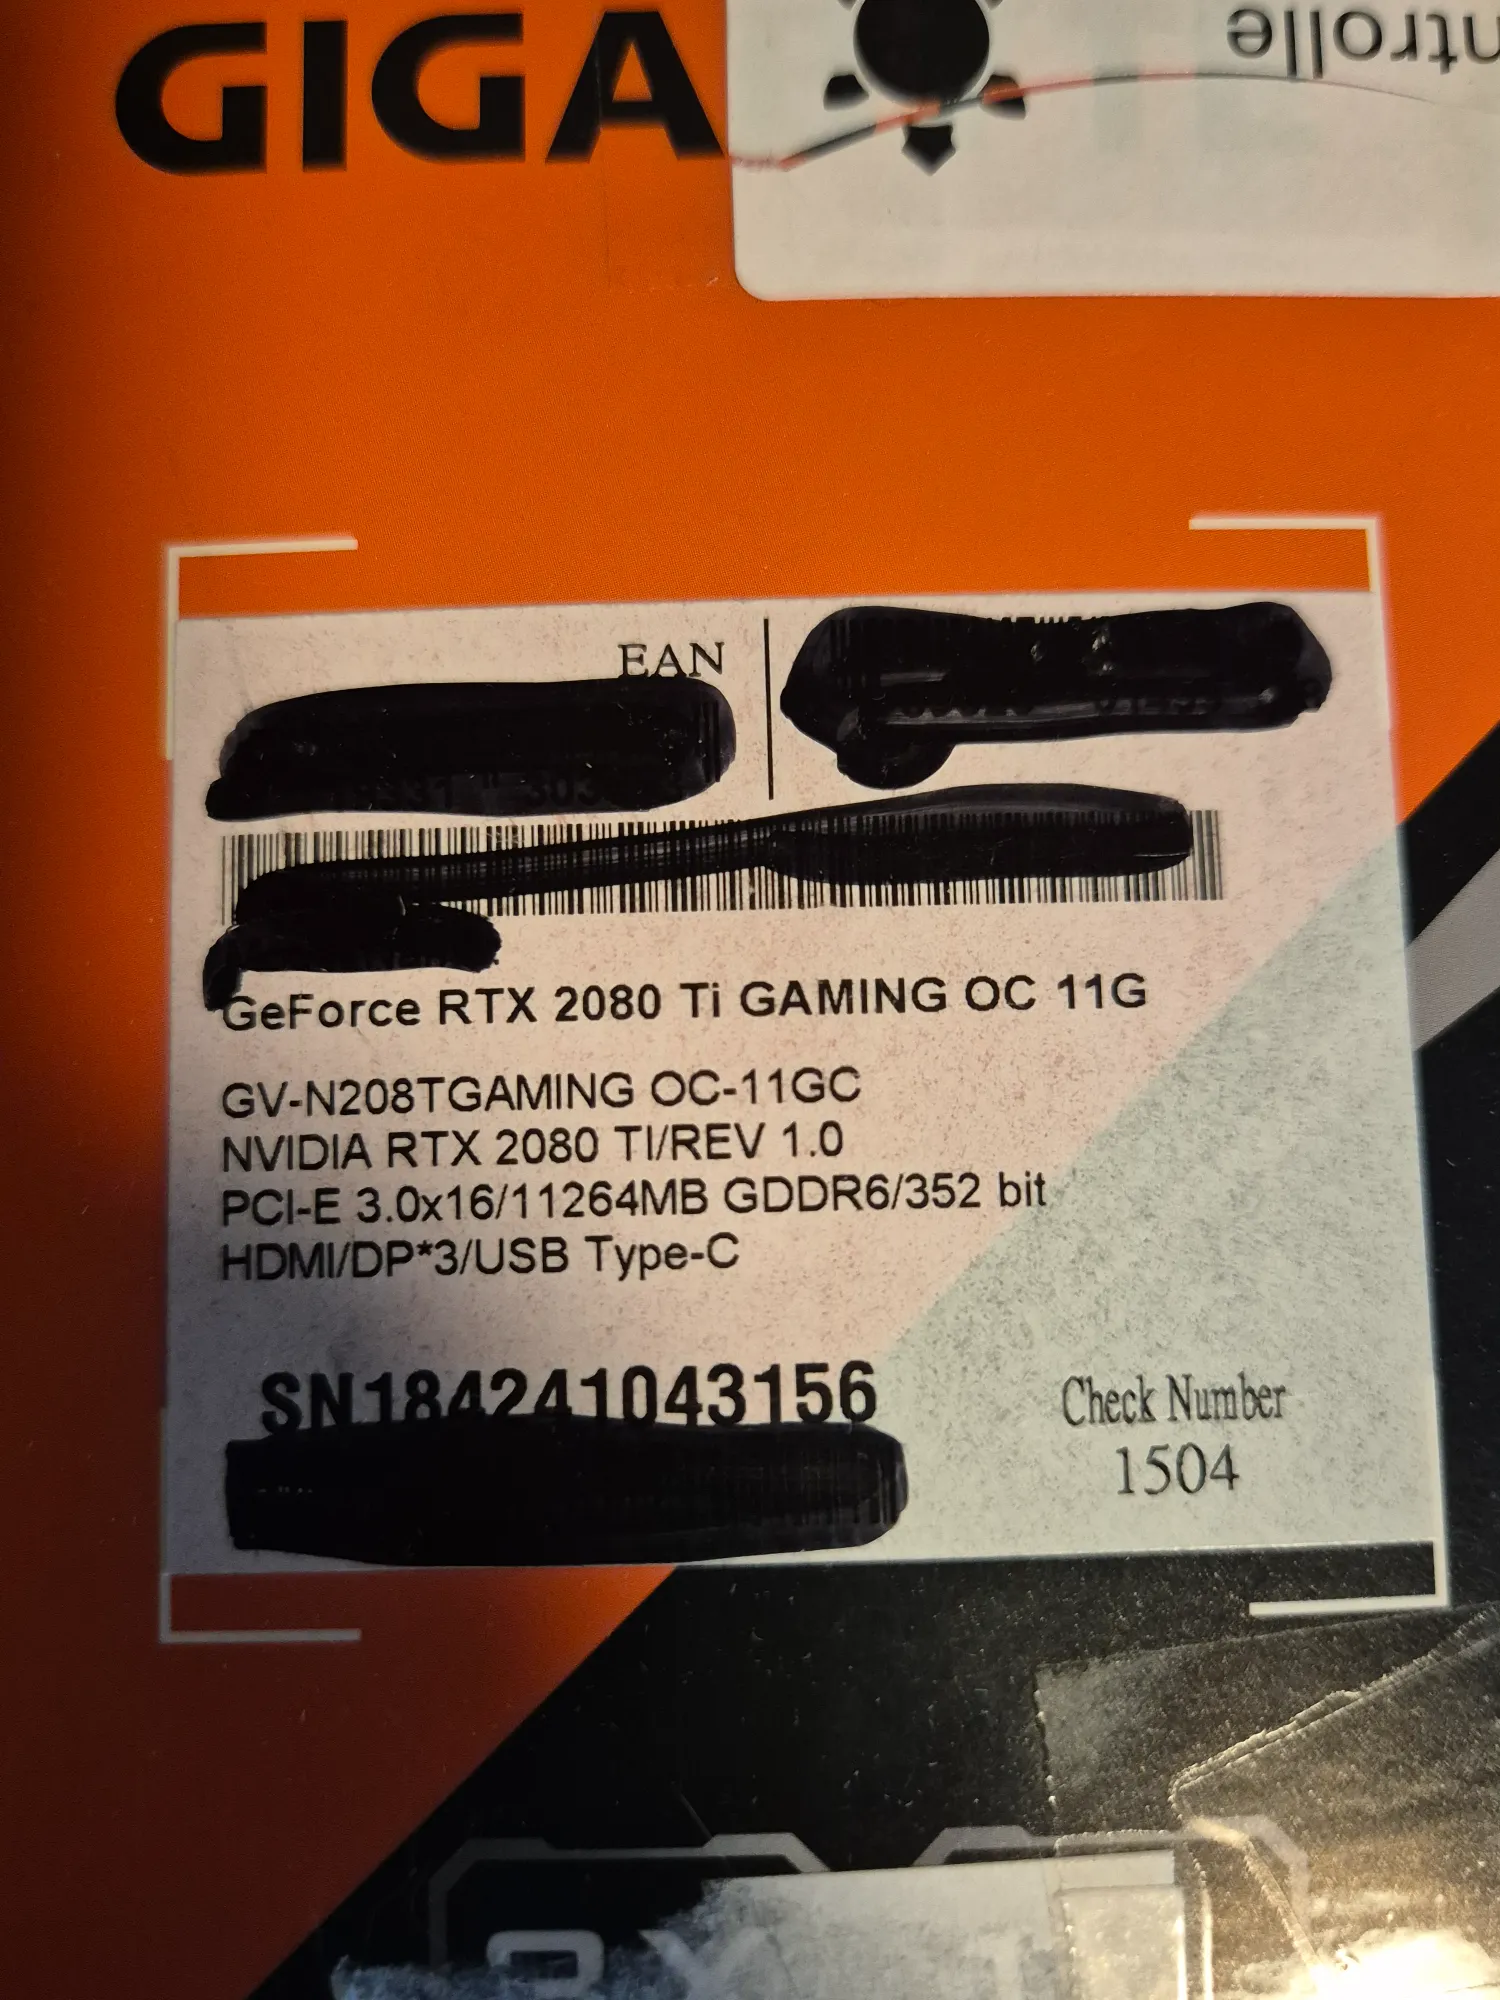 GIGA
ntrolle
EAN
GeForce RTX 2080 Ti GAMING OC 11G
GV-N208TGAMING OC-11GC
NVIDIA RTX 2080 TI/REV 1.0
PCI-E 3.0x16/11264MB GDDR6/352 bit
HDMI/DP*3/USB Type-C
SN184241043156
Check Number
1504